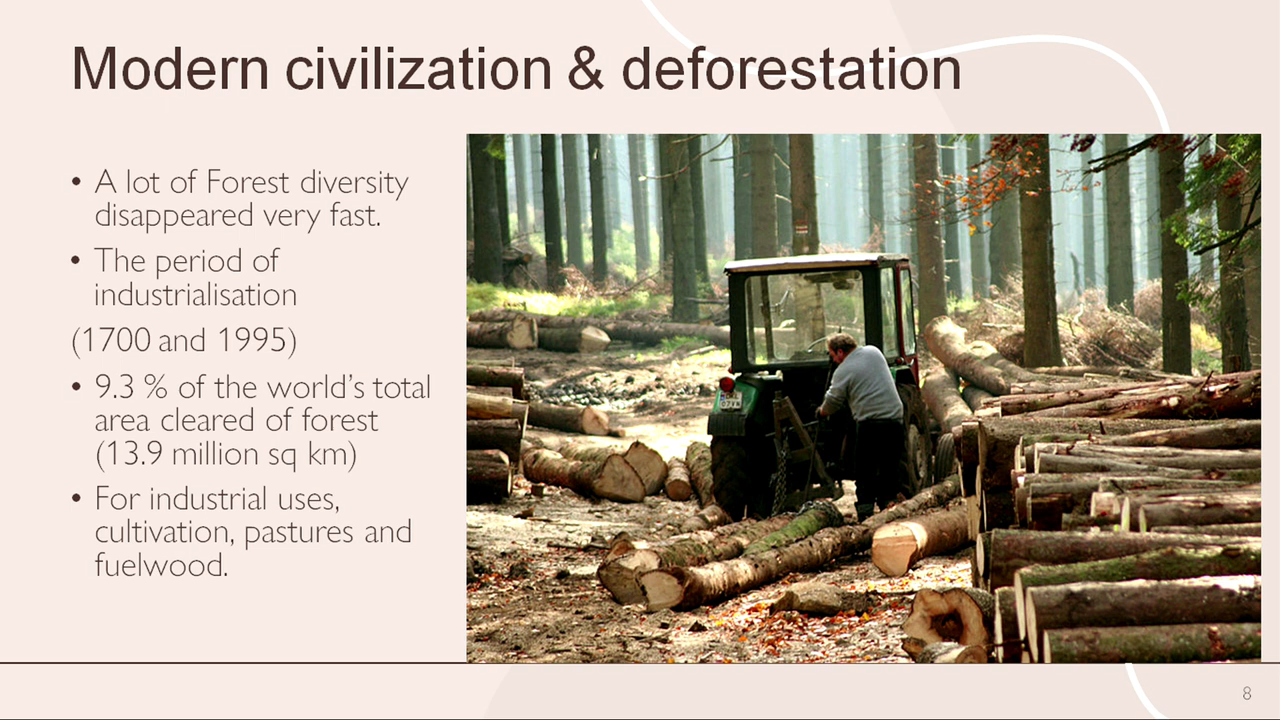 Modern civilization & deforestation
• A lot of Forest diversity
disappeared very fast.
• The period of
industrialisation
(1700 and 1995)
• 9.3 % of the world's total
area cleared of forest
(13.9 million sq km)
• For industrial uses,
cultivation, pastures and
fuelwood.
8